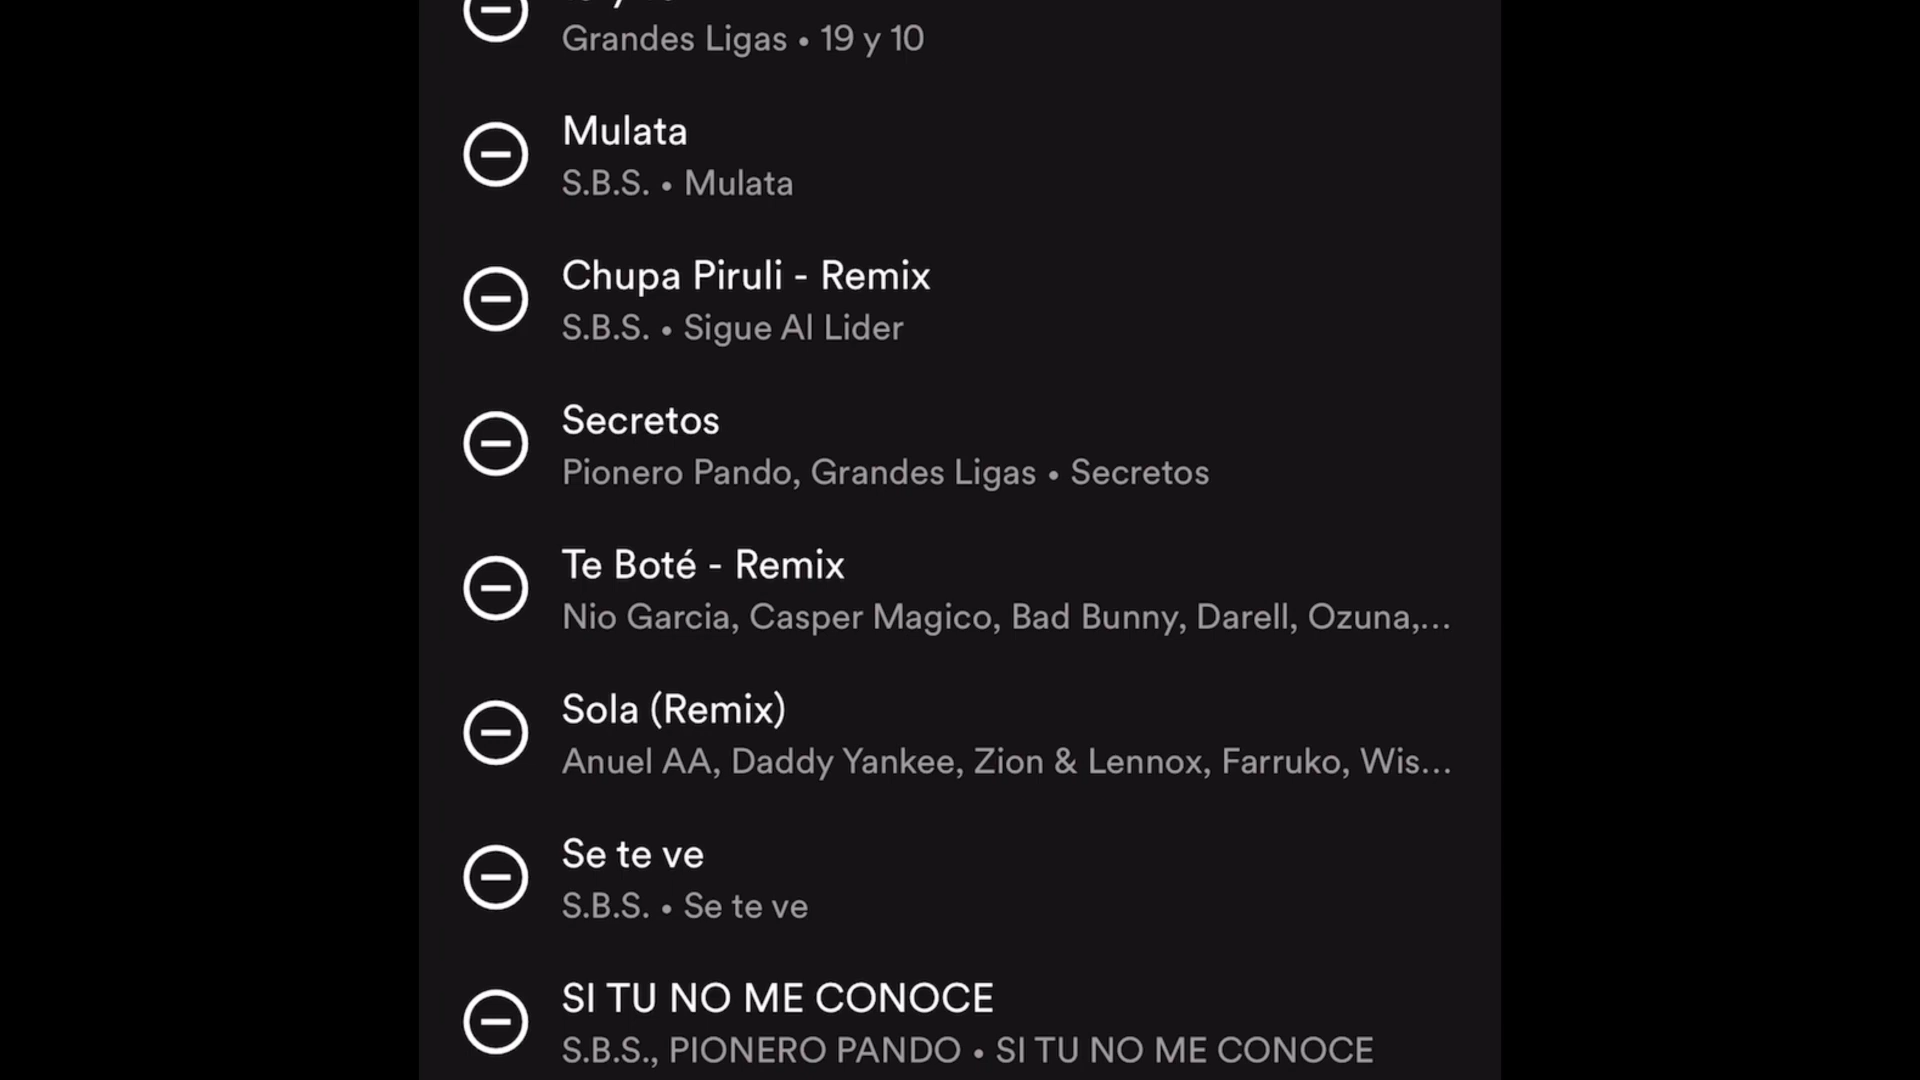 Grandes Ligas • 19 y 10
Mulata
S.B.S. • Mulata
Chupa Piruli - Remix
S.B.S. • Sigue Al Lider
Secretos
Pionero Pando, Grandes Ligas • Secretos
Te Boté - Remix
Nio Garcia, Casper Magico, Bad Bunny, Darell, Ozuna,...
Sola (Remix)
Anuel AA, Daddy Yankee, Zion & Lennox, Farruko, Wis...
Se te ve
S.B.S. • Se te ve
SI TU NO ME CONOCE
S.B.S., PIONERO PANDO • SI TU NO ME CONOCE